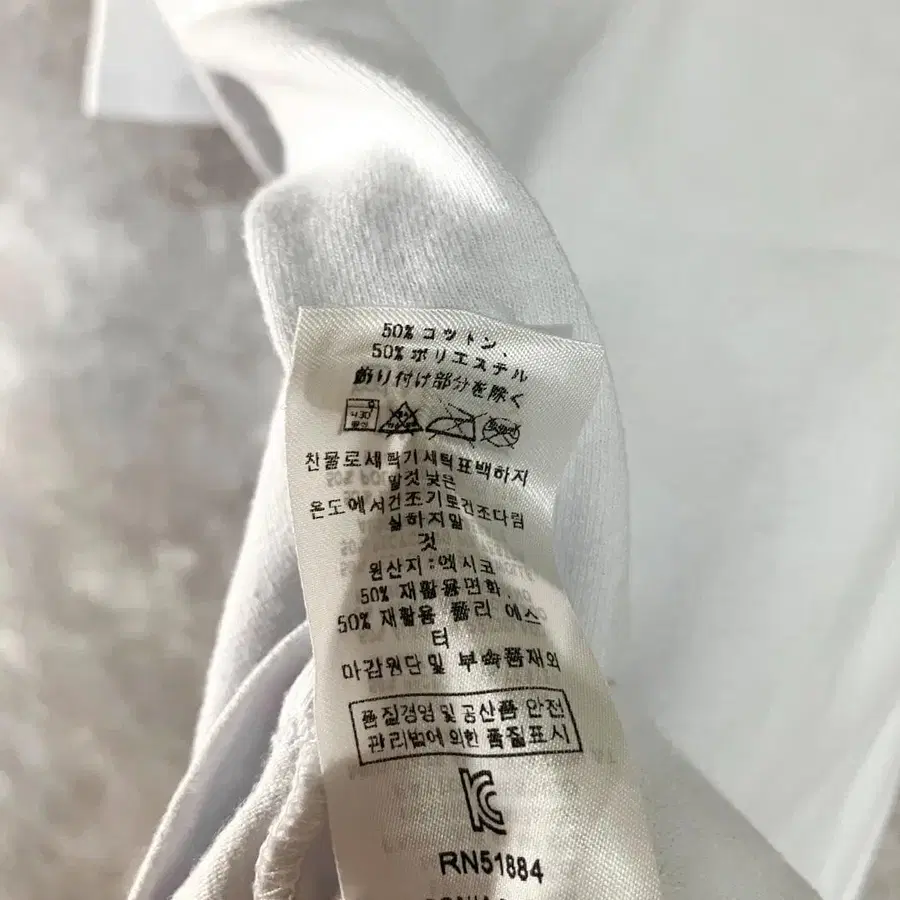 50% コットン、
50% ポリエステル
飾り付け部分を除く
찬물로세탁기세탁표백하지
말것낮은
온도에서건조기로건조다림
실하지말
것
원산지:멕시코
50% 재활용면화
50% 재활용 폴리 에스
터
마감원단및 부속품재외
품질경영및공산품 안전
관리법에의한 품질표시
RN51884